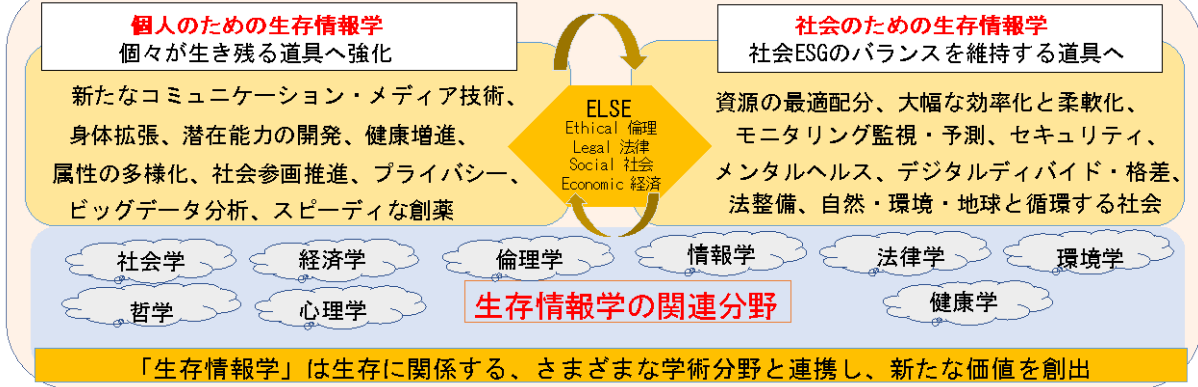 個人のための生存情報学
個々が生き残る道具へ強化
新たなコミュニケーション・メディア技術、
身体拡張、潜在能力の開発、健康増進、
属性の多様化、社会参画推進、プライバシー、
ビッグデータ分析、スピーディな創薬
ELSE
Ethical 倫理
Legal 法律
Social 社会
Economic 経済
社会のための生存情報学
社会ESGのバランスを維持する道具へ
資源の最適配分、大幅な効率化と柔軟化、
モニタリング監視・予測、セキュリティ、
メンタルヘルス、デジタルディバイド・格差、
法整備、自然・環境・地球と循環する社会
社会学
経済学
倫理学
情報学
法律学
環境学
哲学
心理学
生存情報学の関連分野
健康学
「生存情報学」は生存に関係する、さまざまな学術分野と連携し、新たな価値を創出